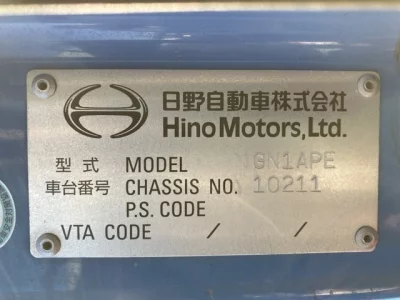 日野自動車株式会社
Hino Motors, Ltd.
型式 MODEL GN1APE
車台番号 CHASSIS NO. 10211
P.S. CODE
VTA CODE / /